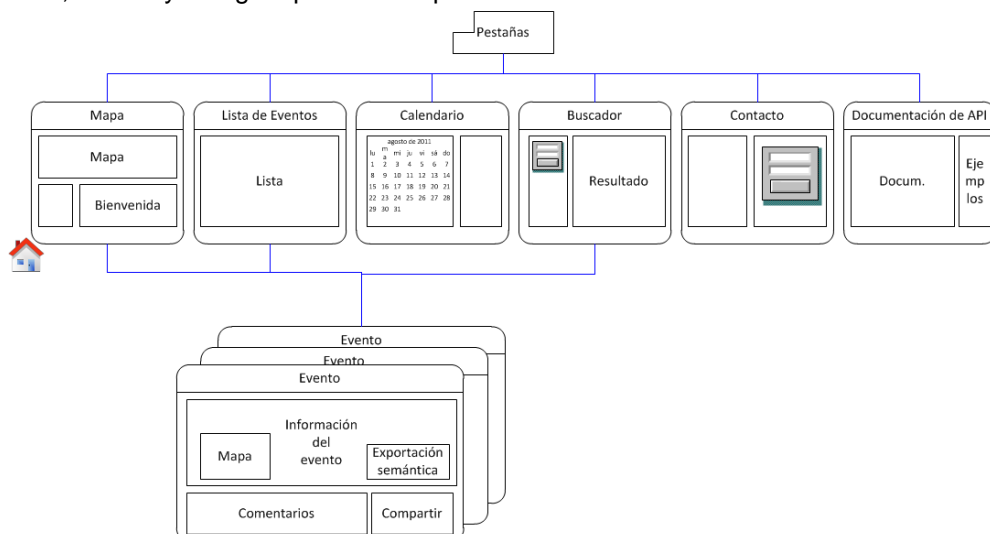 Pestañas
Mapa
Lista de Eventos
Calendario
Buscador
Contacto
Documentación de API
Mapa
Bienvenida
Lista
agosto de 2011
lu ma mi ju vi sá do
1 2 3 4 5 6 7
8 9 10 11 12 13 14
15 16 17 18 19 20 21
22 23 24 25 26 27 28
29 30 31
Resultado
Docum.
Eje
mp
los
Evento
Evento
Evento
Información
del
evento
Mapa
Exportación
semántica
Comentarios
Compartir